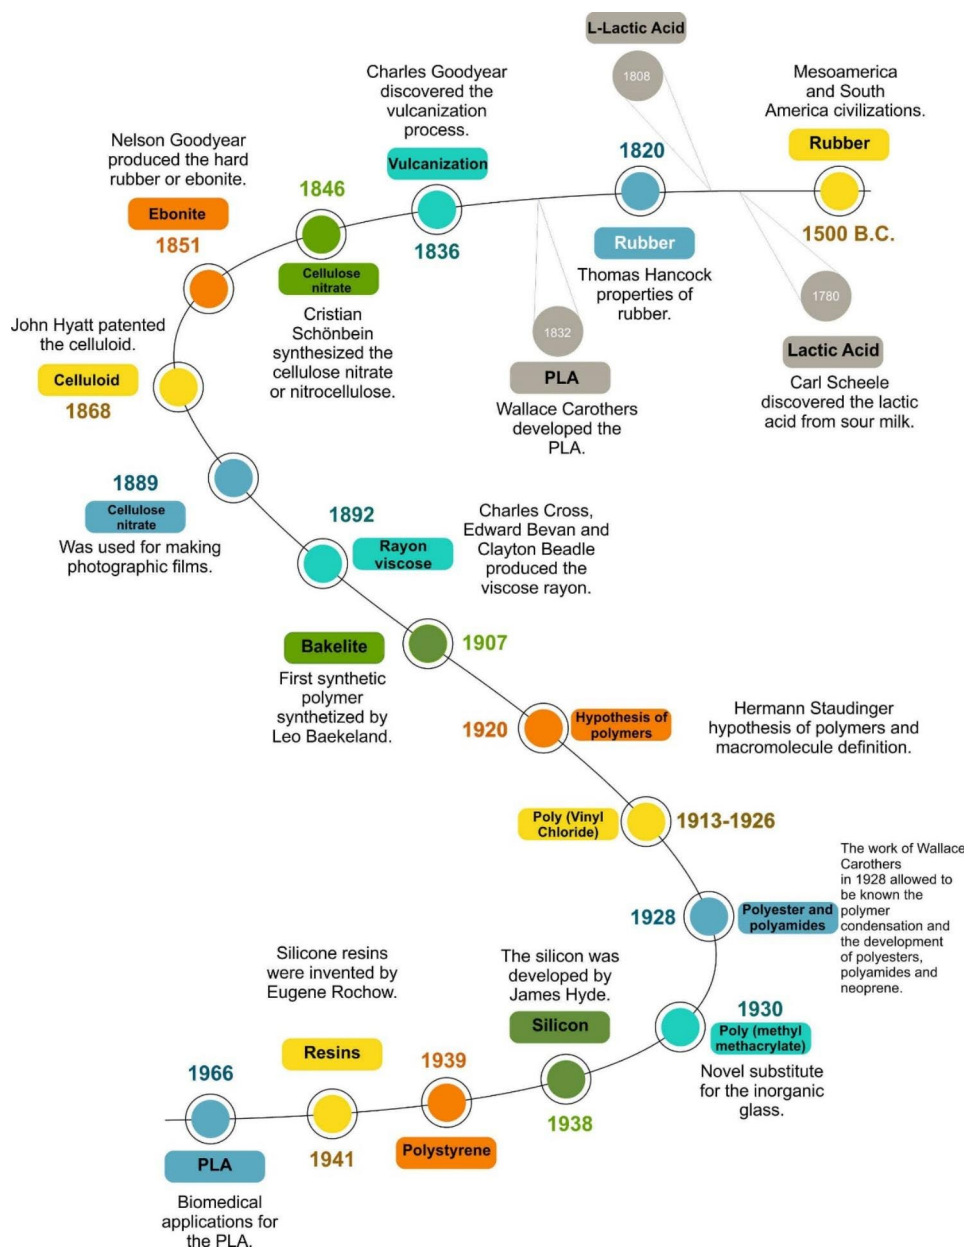 L-Lactic Acid
1808
Mesoamerica
and South
America civilizations.
Rubber
1500 B.C.
1780
Lactic Acid
Carl Scheele
discovered the lactic
acid from sour milk.
1820
Rubber
Thomas Hancock
properties of
rubber.
1832
PLA
Wallace Carothers
developed the
PLA.
Charles Goodyear
discovered the
vulcanization
process.
Vulcanization
1836
1846
Cellulose
nitrate
Cristian
Schönbein
synthesized the
cellulose nitrate
or nitrocellulose.
Nelson Goodyear
produced the hard
rubber or ebonite.
Ebonite
1851
John Hyatt patented
the celluloid.
Celluloid
1868
1889
Cellulose
nitrate
Was used for making
photographic films.
1892
Rayon
viscose
Charles Cross,
Edward Bevan and
Clayton Beadle
produced the
viscose rayon.
Bakelite
1907
First synthetic
polymer
synthetized by
Leo Baekeland.
1920
Hypothesis of
polymers
Hermann Staudinger
hypothesis of polymers and
macromolecule definition.
Poly (Vinyl
Chloride)
1913-1926
1928
Polyester and
polyamides
The work of Wallace
Carothers
in 1928 allowed to
be known the
polymer
condensation and
the development
of polyesters,
polyamides and
neoprene.
1930
Poly (methyl
methacrylate)
Novel substitute
for the inorganic
glass.
The silicon was
developed by
James Hyde.
Silicon
1938
1939
Polystyrene
Silicone resins
were invented by
Eugene Rochow.
Resins
1941
1966
PLA
Biomedical
applications for
the PLA.